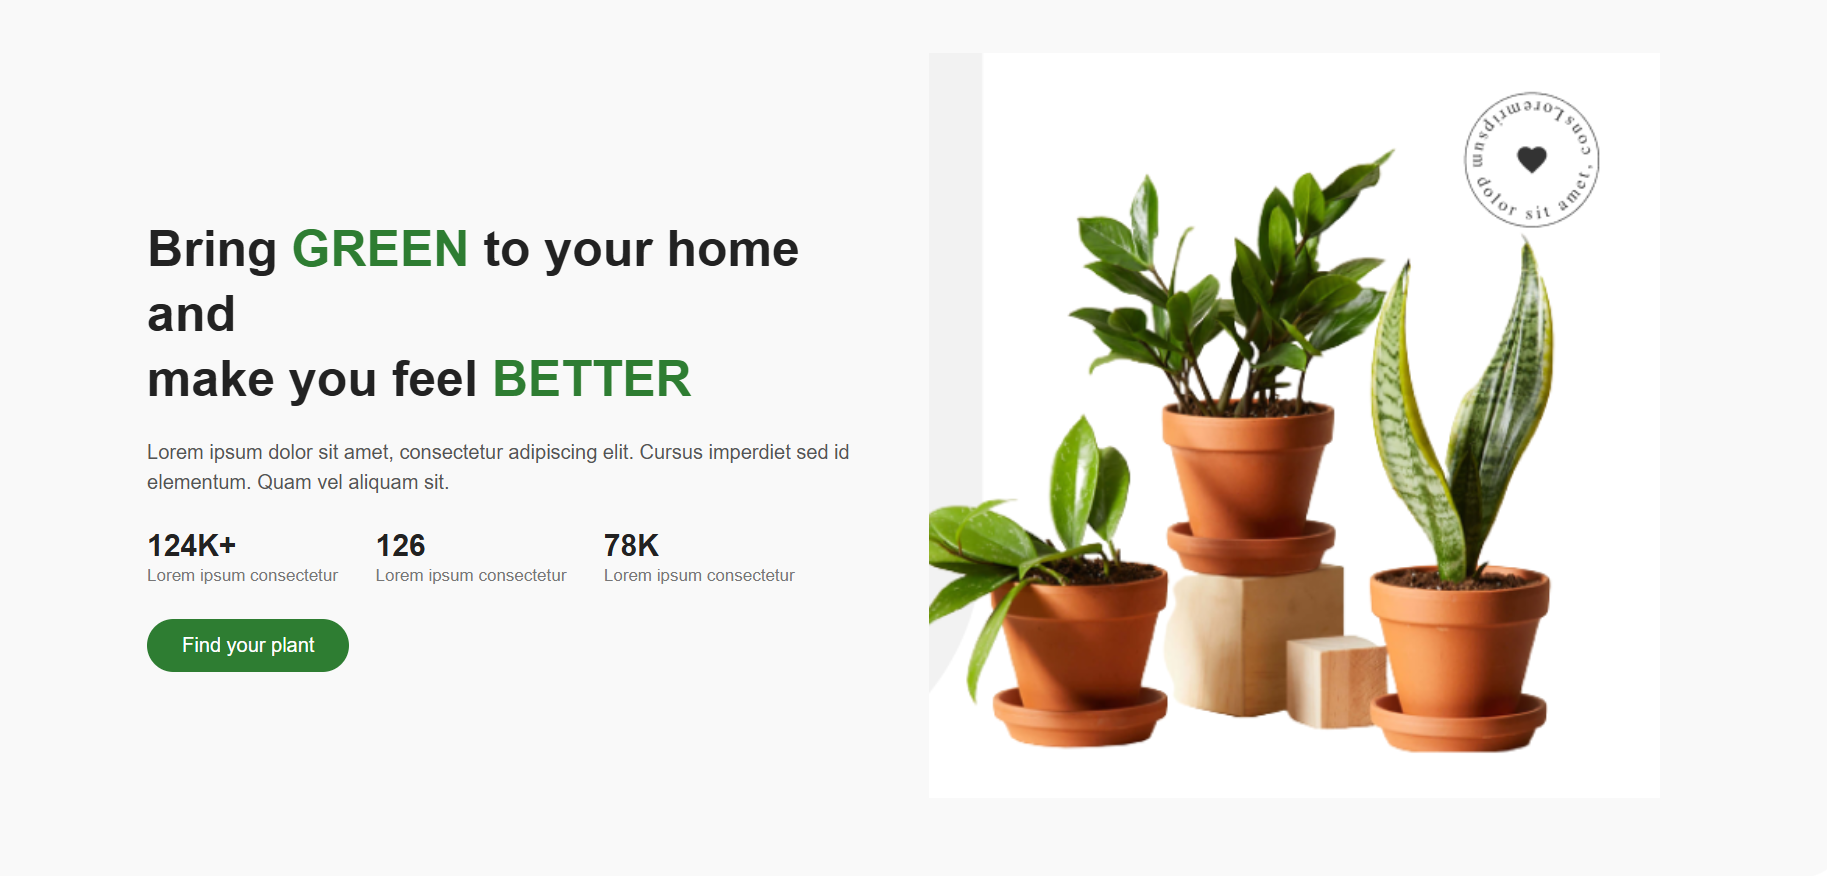 Bring GREEN to your home
and
make you feel BETTER
Lorem ipsum dolor sit amet, consectetur adipiscing elit. Cursus imperdiet sed id
elementum. Quam vel aliquam sit.
124K+ 126 78K
Lorem ipsum consectetur Lorem ipsum consectetur Lorem ipsum consectetur
Find your plant
Loremripsum dolor sit amet, cons